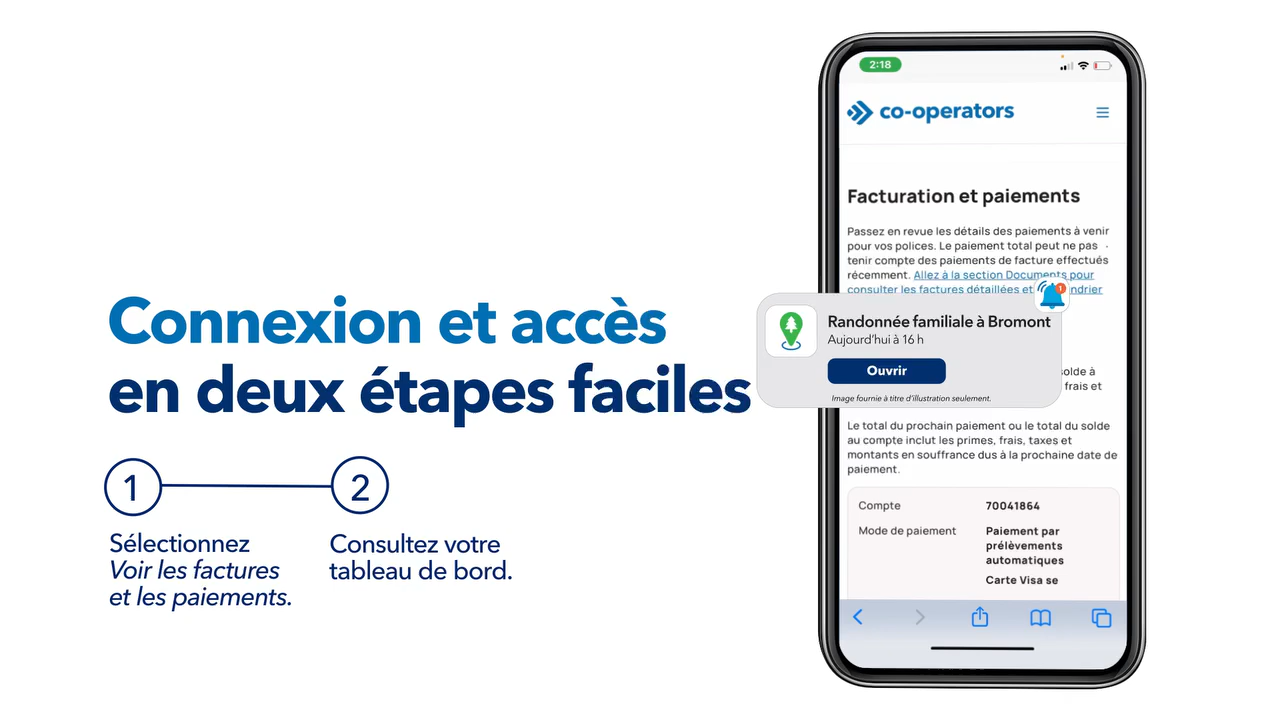 Connexion et accès
en deux étapes faciles
1
2
Sélectionnez
Voir les factures
et les paiements.
Consultez votre
tableau de bord.
2:18
co-operators
Facturation et paiements
Passez en revue les détails des paiements à venir
pour vos polices. Le paiement total peut ne pas
tenir compte des paiements de facture effectués
récemment. Allez à la section Documents pour
consulter les factures détaillées et
1
Randonnée familiale à Bromont
Aujourd'hui à 16 h
Ouvrir
Image fournie à titre d'illustration seulement.
à
frais et
Le total du prochain paiement ou le total du solde
au compte inclut les primes, frais, taxes et
montants en souffrance dus à la prochaine date de
paiement.
Compte 70041864
Mode de paiement Paiement par
prélèvements
automatiques
Carte Visa se